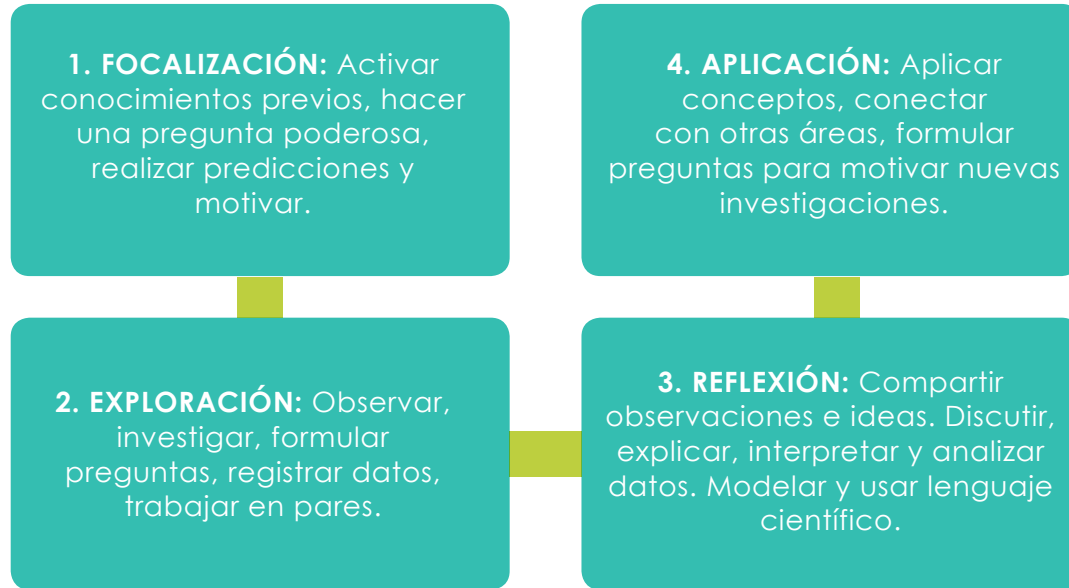 1. FOCALIZACIÓN: Activar
conocimientos previos, hacer
una pregunta poderosa,
realizar predicciones y
motivar.
2. EXPLORACIÓN: Observar,
investigar, formular
preguntas, registrar datos,
trabajar en pares.
3. REFLEXIÓN: Compartir
observaciones e ideas. Discutir,
explicar, interpretar y analizar
datos. Modelar y usar lenguaje
científico.
4. APLICACIÓN: Aplicar
conceptos, conectar
con otras áreas, formular
preguntas para motivar nuevas
investigaciones.